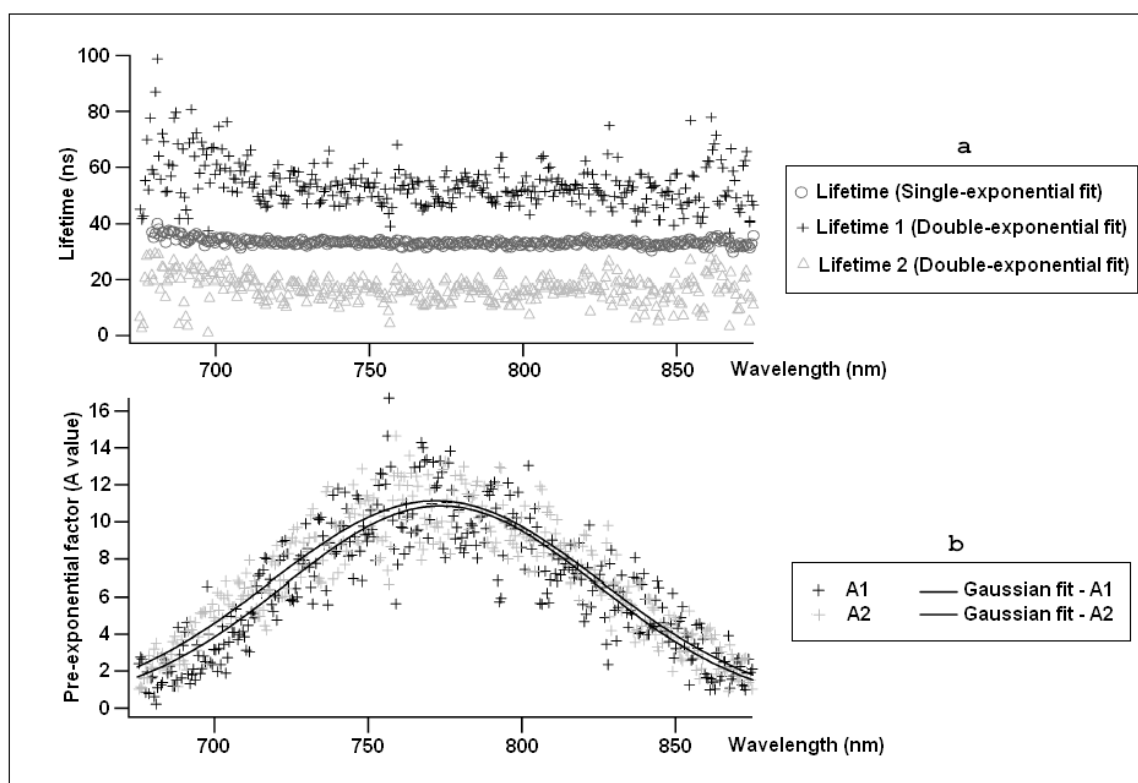 100
80
60
40
20
0
Lifetime (ns)
700 750 800 850 Wavelength (nm)
a
Lifetime (Single-exponential fit)
Lifetime 1 (Double-exponential fit)
Lifetime 2 (Double-exponential fit)
16
14
12
10
8
6
4
2
0
Pre-exponential factor (A value)
700 750 800 850 Wavelength (nm)
b
A1 Gaussian fit - A1
A2 Gaussian fit - A2